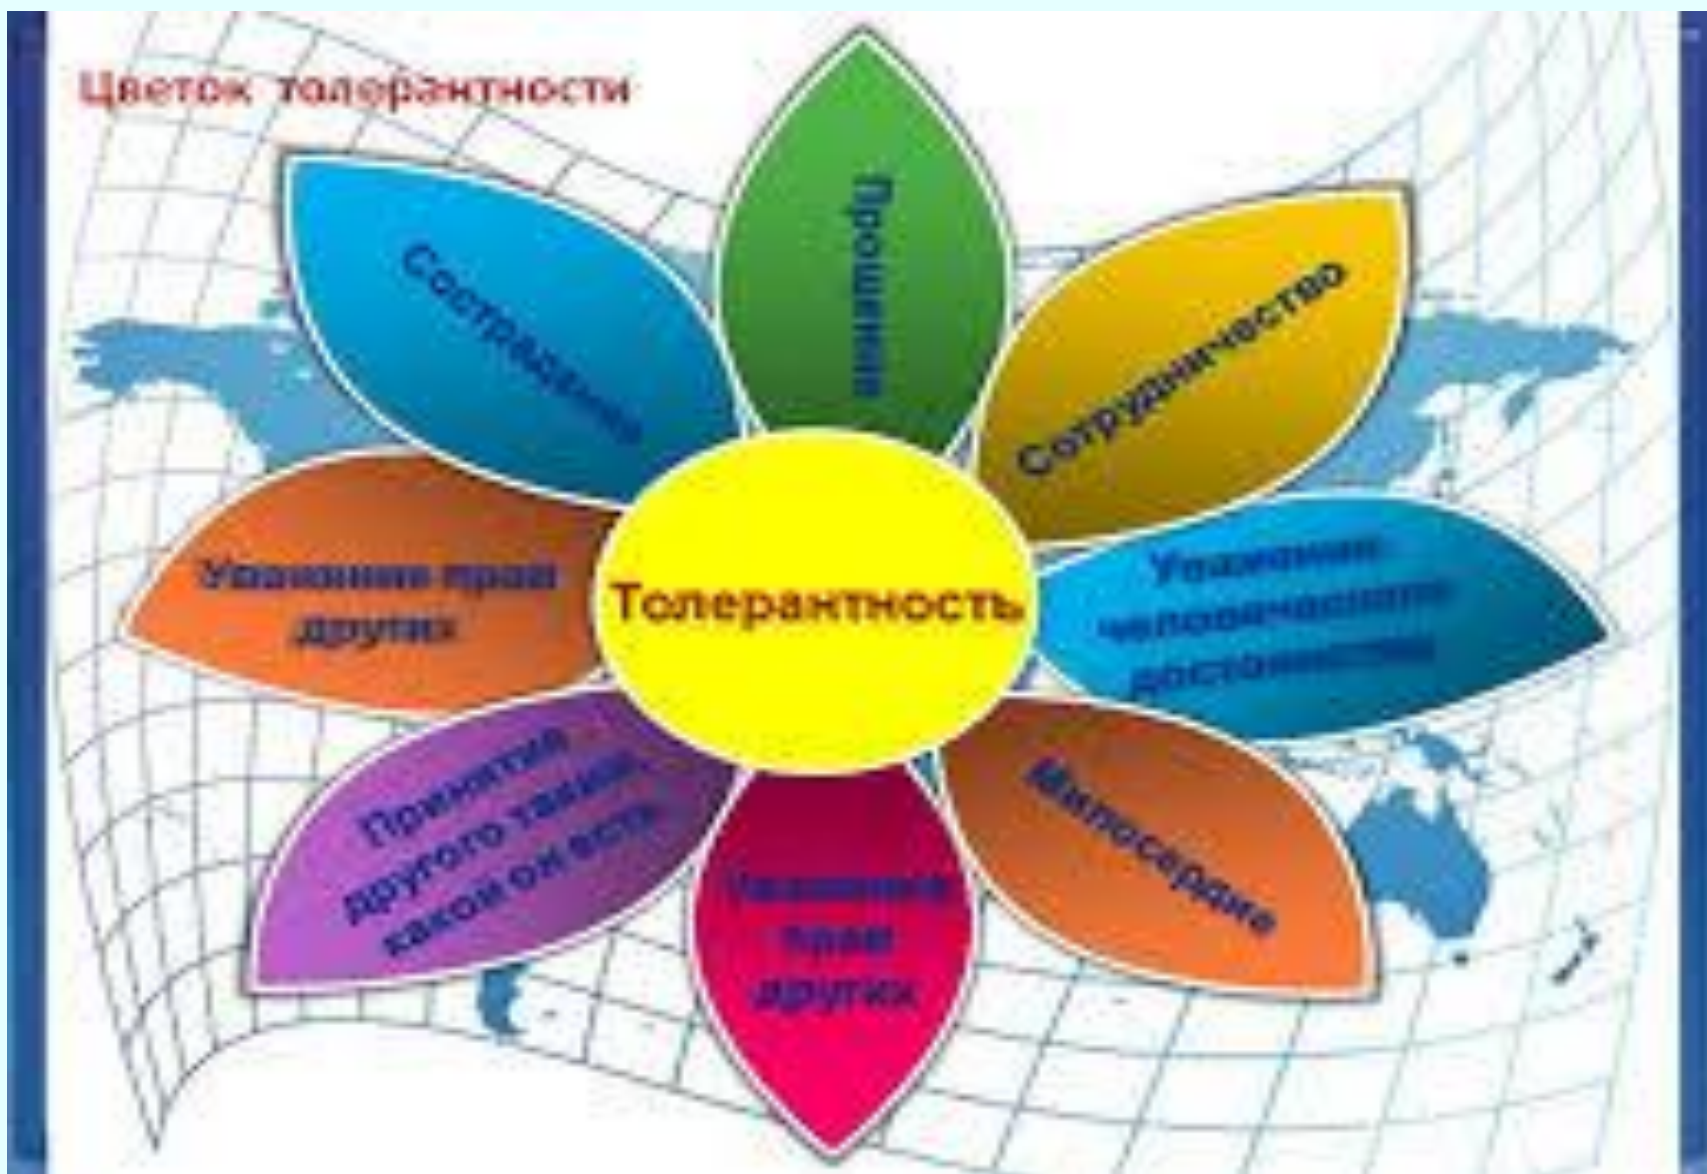 Цветок толерантности
Прощение
Сотрудничество
Уважение
человеческого
достоинства
Милосердие
Уважение
прав
других
Принятие
другого таким
каков он есть
Уважение прав
других
Сострадание
Толерантность